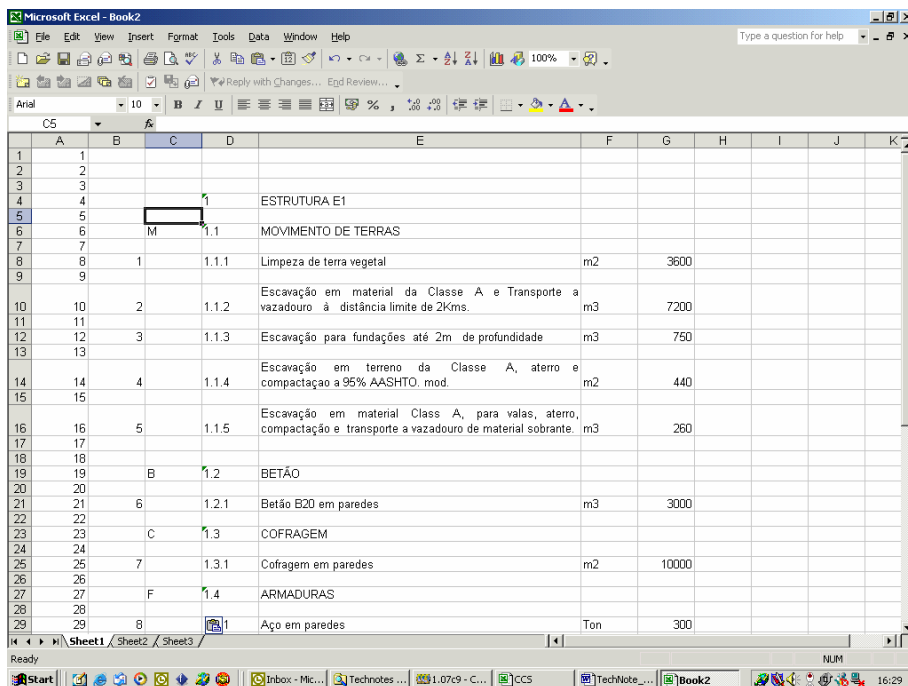 Microsoft Excel - Book2
File Edit View Insert Format Tools Data Window Help Type a question for help
100%
Reply with Changes... End Review...
Arial 10 B I U
C5 fx
A B C D E F G H I J K
1 1
2 2
3 3
4 4 1 ESTRUTURA E1
5 5
6 6 M 1.1 MOVIMENTO DE TERRAS
7 7
8 8 1 1.1.1 Limpeza de terra vegetal m2 3600
9 9
Escavação em material da Classe A e Transporte a
10 10 2 1.1.2 vazadouro à distância limite de 2Kms. m3 7200
11 11
12 12 3 1.1.3 Escavação para fundações até 2m de profundidade m3 750
13 13
Escavação em terreno da Classe A, aterro e
14 14 4 1.1.4 compactaçao a 95% AASHTO. mod. m2 440
15 15
Escavação em material Class A, para valas, aterro,
16 16 5 1.1.5 compactação e transporte a vazadouro de material sobrante. m3 260
17 17
18 18
19 19 B 1.2 BETÃO
20 20
21 21 6 1.2.1 Betão B20 em paredes m3 3000
22 22
23 23 C 1.3 COFRAGEM
24 24
25 25 7 1.3.1 Cofragem em paredes m2 10000
26 26
27 27 F 1.4 ARMADURAS
28 28
29 29 8 1 Aço em paredes Ton 300
Sheet1 Sheet2 Sheet3
Ready NUM
Start Inbox - Mic... Technotes ... 1.07c9 - C... CCS TechNote_... Book2 16:29